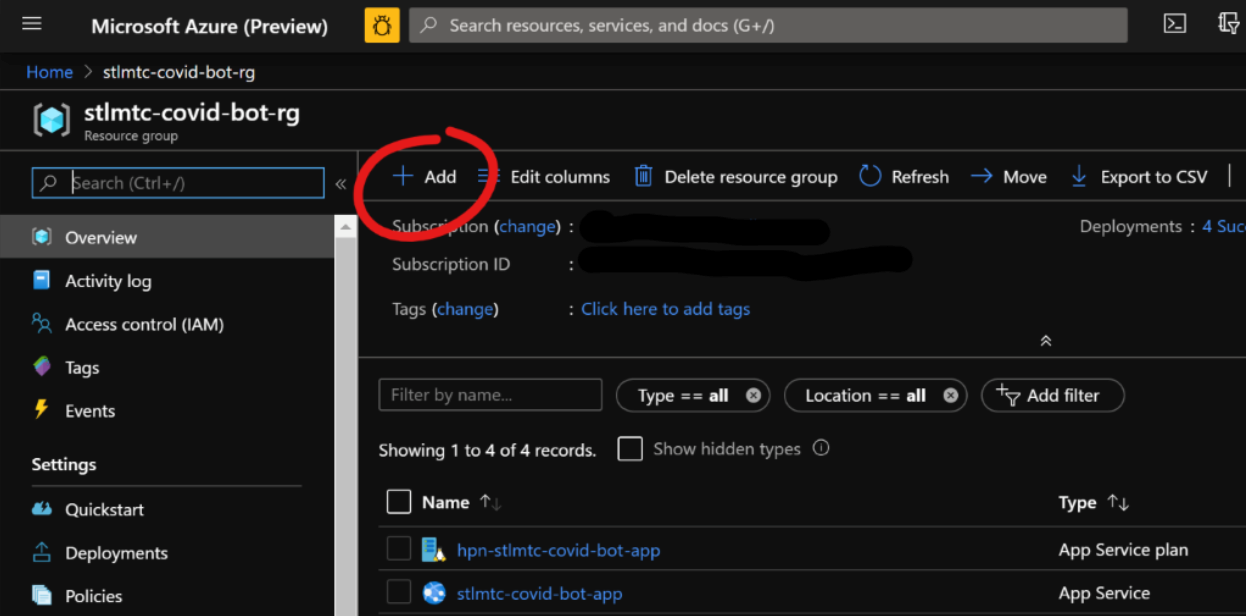 Microsoft Azure (Preview)
Search resources, services, and docs (G+/)
Home > stlmtc-covid-bot-rg
stlmtc-covid-bot-rg
Resource group
Search (Ctrl+/)
«
+ Add
Edit columns
Delete resource group
Refresh
Move
Export to CSV
Overview
Activity log
Access control (IAM)
Tags
Events
Settings
Quickstart
Deployments
Policies
Subscription (change) :
Deployments : 4 Suc
Subscription ID :
Tags (change) : Click here to add tags
Filter by name...
Type == all
Location == all
Add filter
Showing 1 to 4 of 4 records.
Show hidden types
Name ↑↓
Type ↑↓
hpn-stlmtc-covid-bot-app
App Service plan
stlmtc-covid-bot-app
App Service